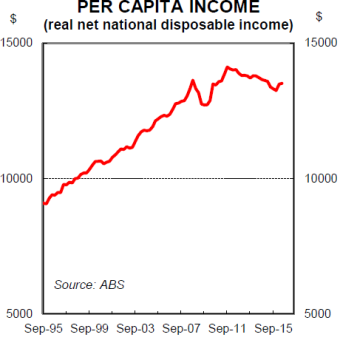 PER CAPITA INCOME
(real net national disposable income)
$ $
15000 15000
10000 10000
Source: ABS
5000 5000
Sep-95 Sep-99 Sep-03 Sep-07 Sep-11 Sep-15